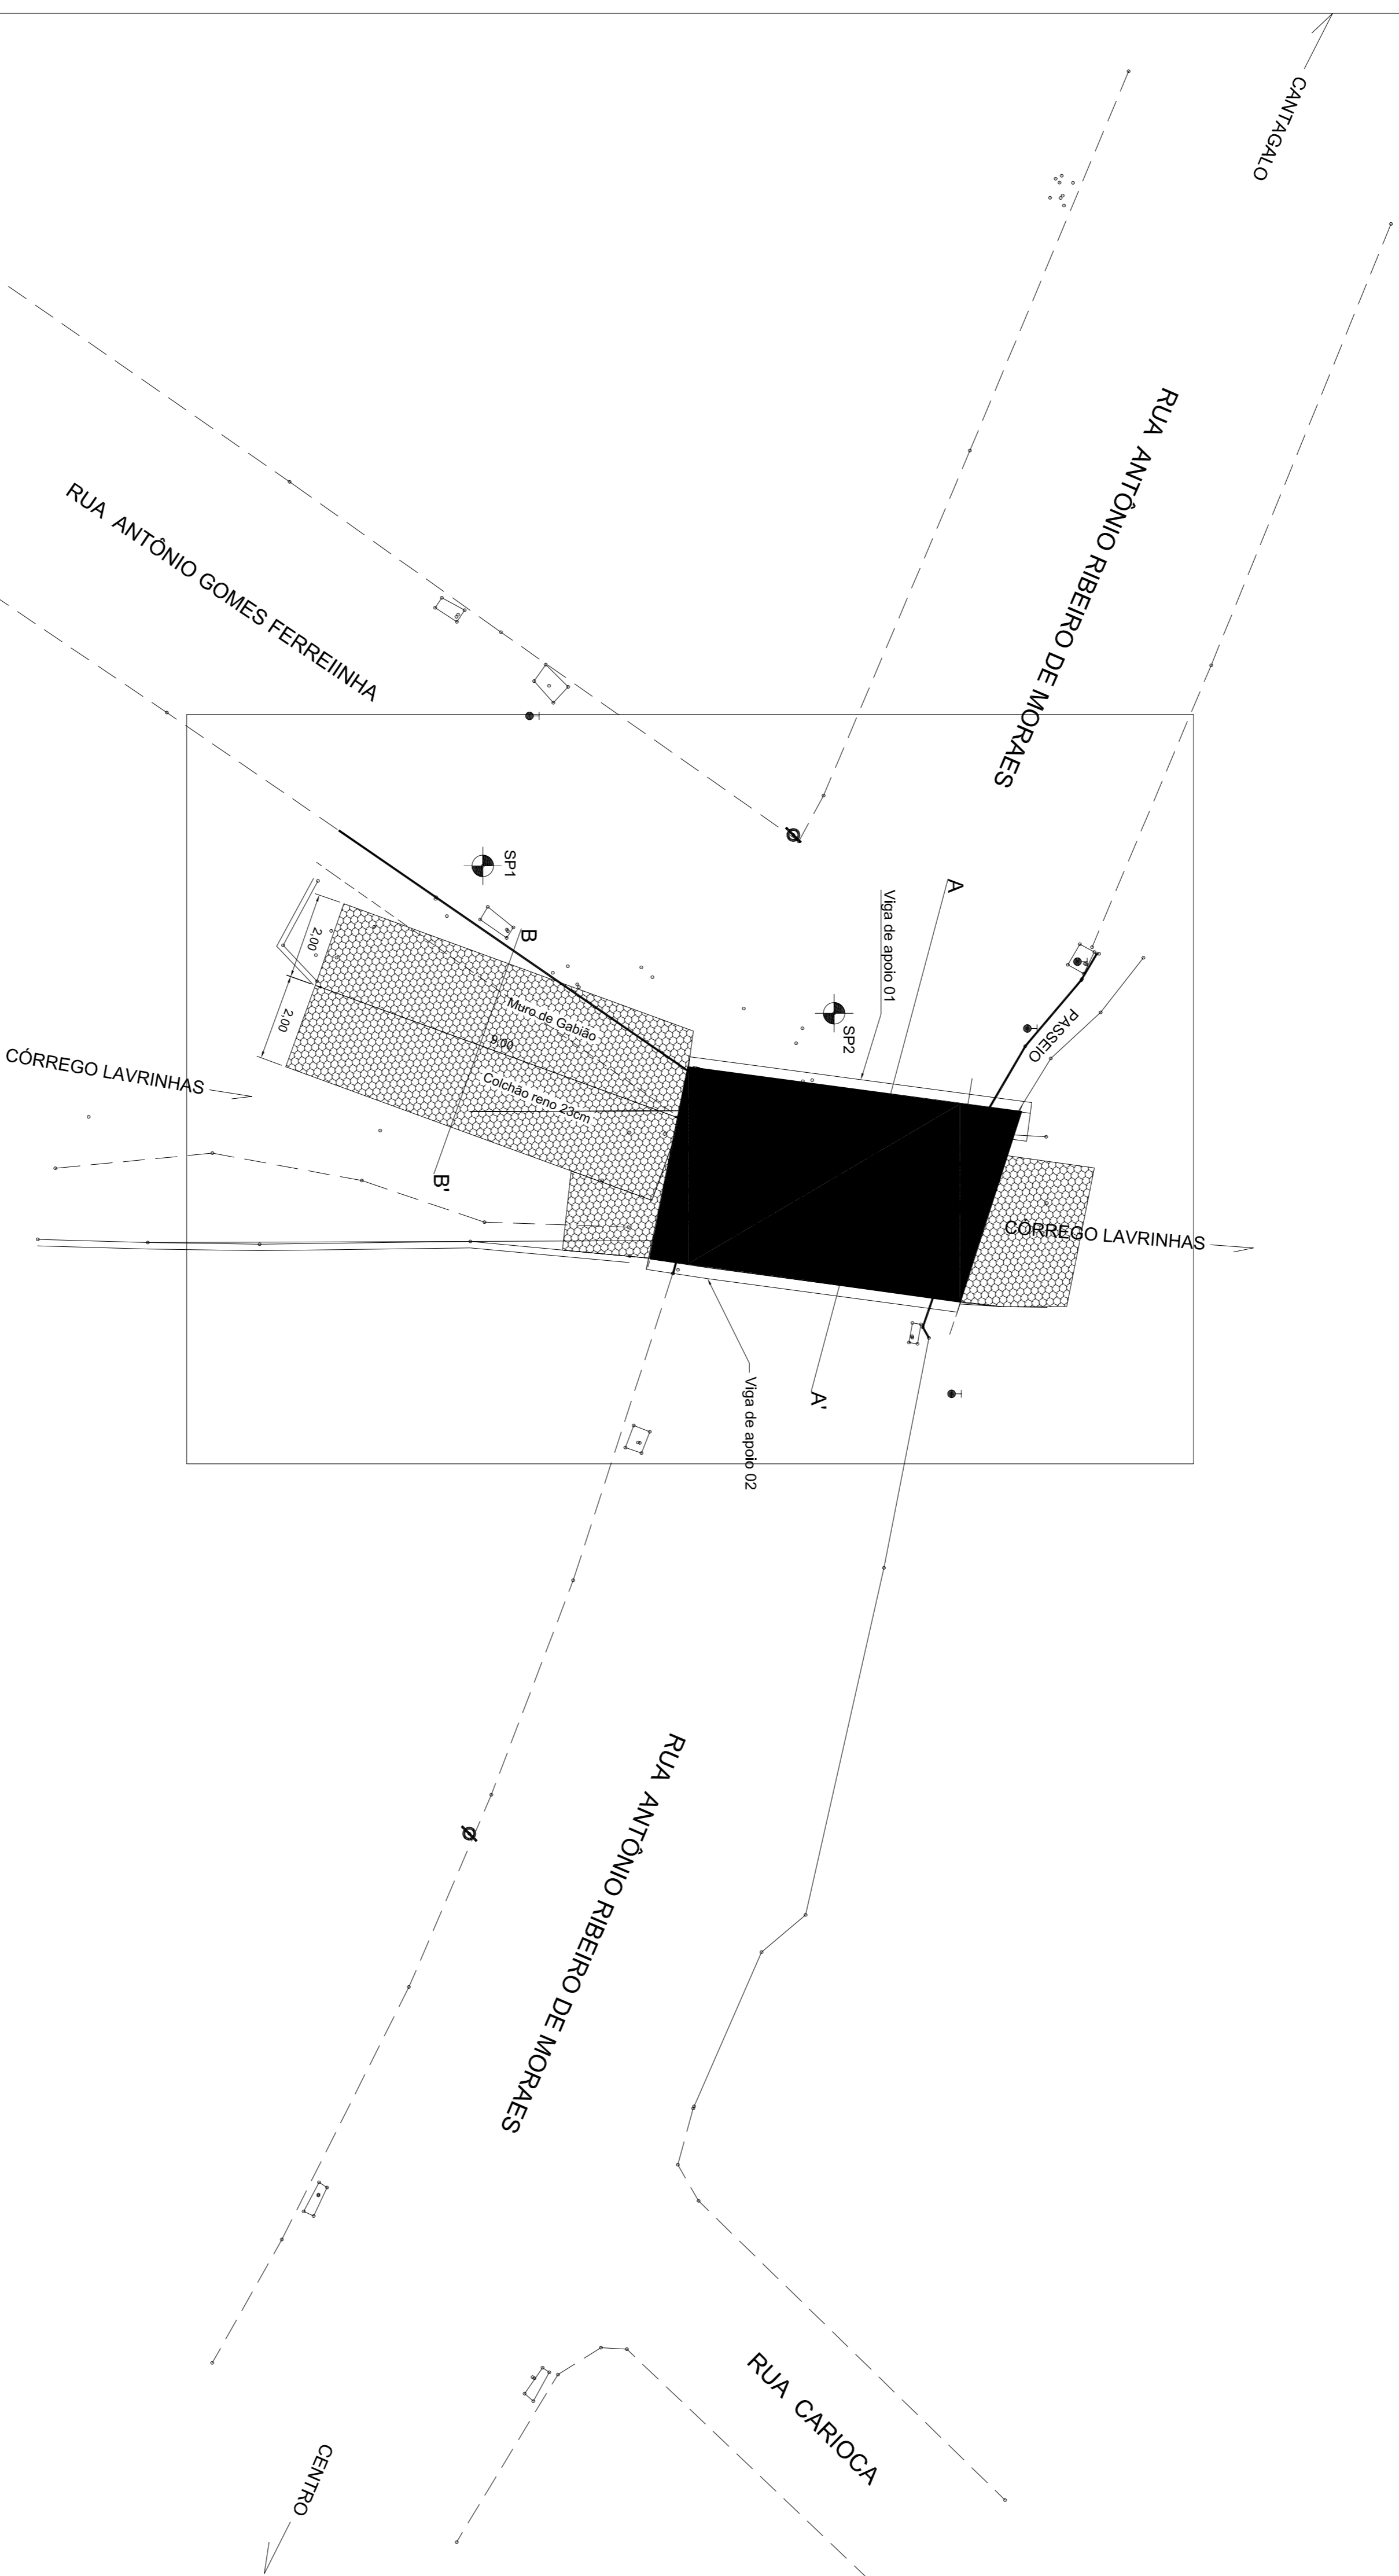 CANTAGALO
RUA ANTÔNIO RIBEIRO DE MORAES
RUA ANTÔNIO GOMES FERREIINHA
SP1
B
A
Viga de apoio 01
2,00
Muro de Gabião
SP2
PASSEIO
2,00
9,00
Colchão reno 23cm
CÓRREGO LAVRINHAS
B'
CÓRREGO LAVRINHAS
A'
Viga de apoio 02
RUA ANTÔNIO RIBEIRO DE MORAES
RUA CARIOCA
CENTRO